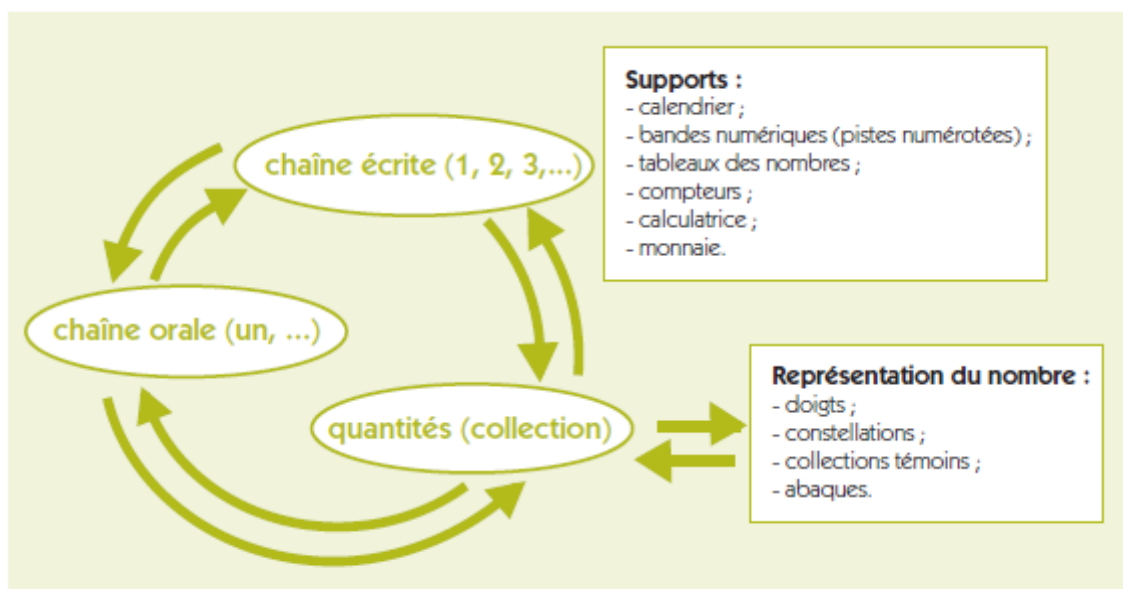 Supports :
- calendrier ;
- bandes numériques (pistes numérotées) ;
- tableaux des nombres ;
- compteurs ;
- calculatrice ;
- monnaie.
chaîne écrite (1, 2, 3,...)
chaîne orale (un, ...)
quantités (collection)
Représentation du nombre :
- doigts ;
- constellations ;
- collections témoins ;
- abaques.